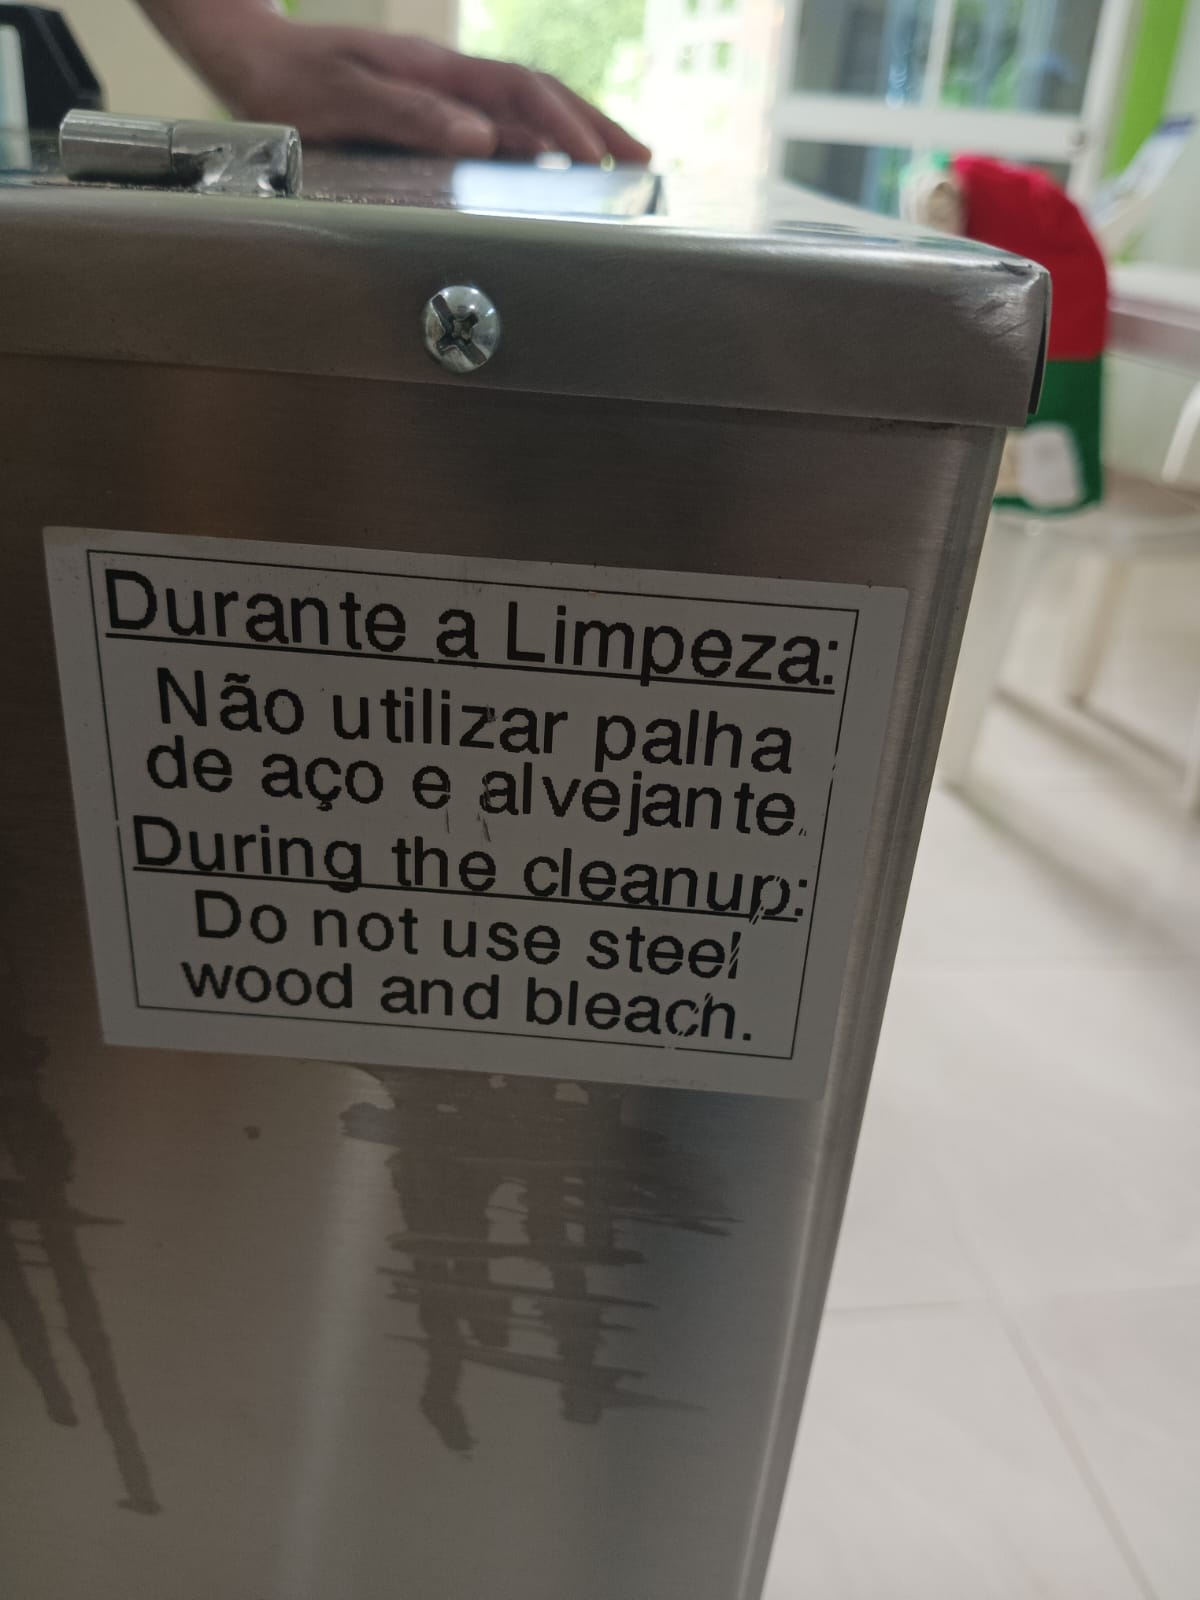 Durante a Limpeza:
Não utilizar palha
de aço e alvejante.
During the cleanup:
Do not use steel
wood and bleach.